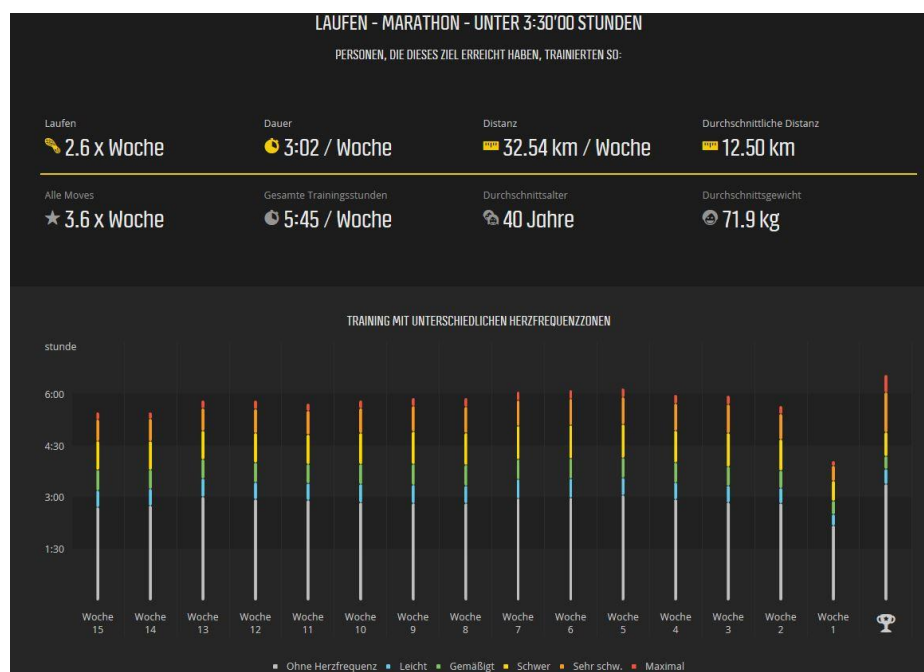 LAUFEN - MARATHON - UNTER 3:30'00 STUNDEN
PERSONEN, DIE DIESES ZIEL ERREICHT HABEN, TRAINIERTEN SO:
Laufen Dauer Distanz Durchschnittliche Distanz
2.6 x Woche 3:02 / Woche 32.54 km / Woche 12.50 km
Alle Moves Gesamte Trainingsstunden Durchschnittsalter Durchschnittsgewicht
3.6 x Woche 5:45 / Woche 40 Jahre 71.9 kg
TRAINING MIT UNTERSCHIEDLICHEN HERZFREQUENZZONEN
stunde
6:00
4:30
3:00
1:30
Woche Woche Woche Woche Woche Woche Woche Woche Woche Woche Woche Woche Woche Woche Woche
15 14 13 12 11 10 9 8 7 6 5 4 3 2 1
Ohne Herzfrequenz Leicht Gemäßigt Schwer Sehr schw. Maximal